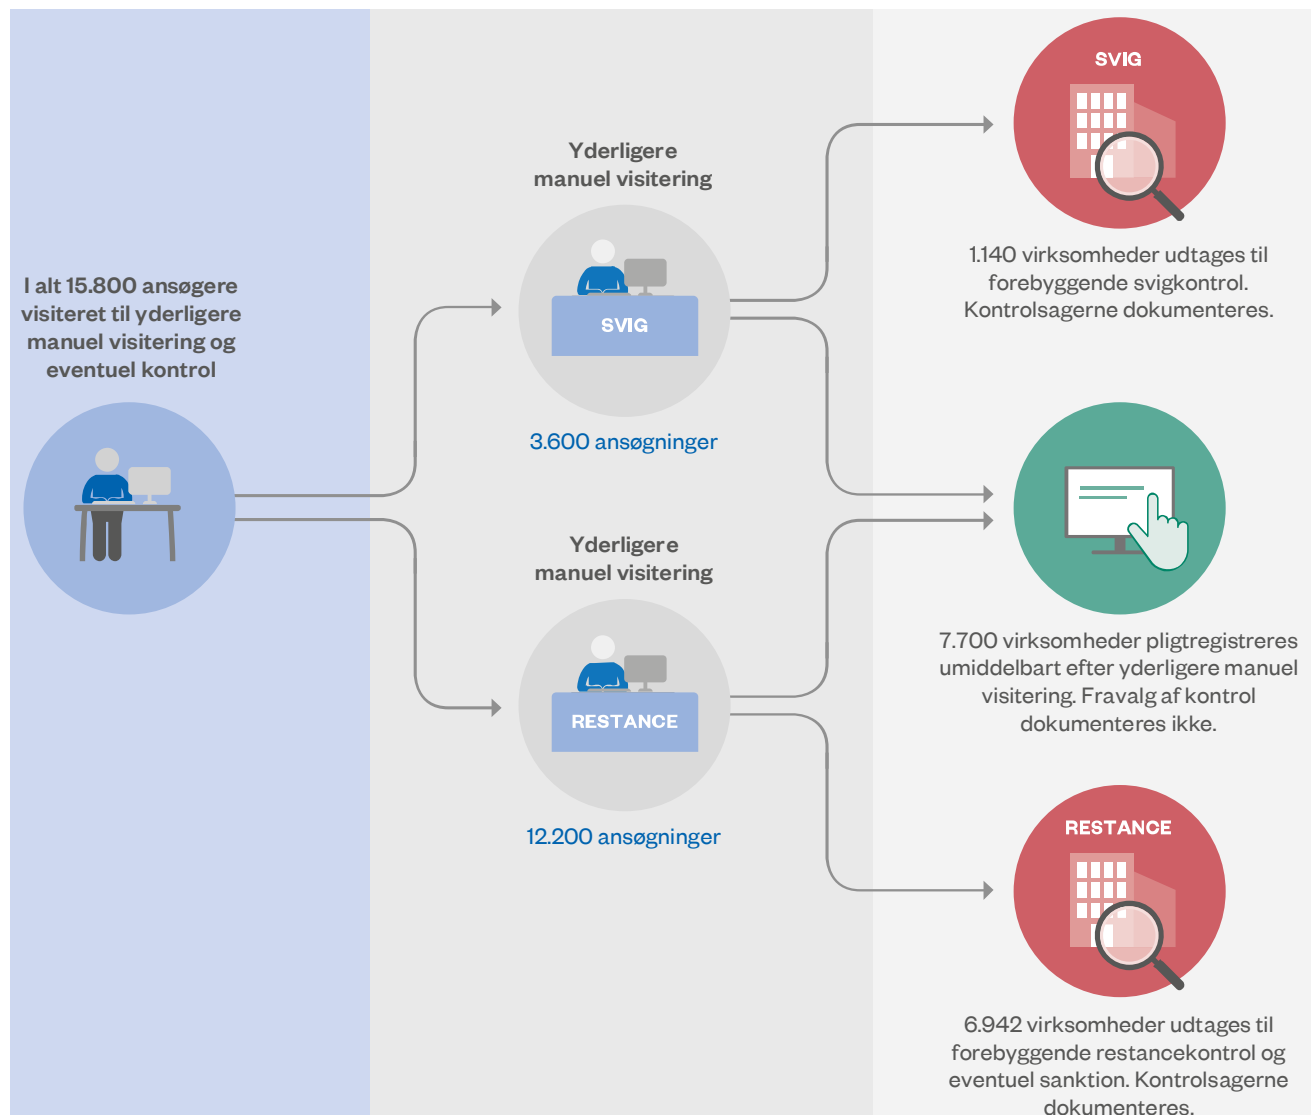 I alt 15.800 ansøgere
visiteret til yderligere
manuel visitering og
eventuel kontrol
Yderligere
manuel visitering
SVIG
3.600 ansøgninger
Yderligere
manuel visitering
RESTANCE
12.200 ansøgninger
SVIG
1.140 virksomheder udtages til
forebyggende svigkontrol.
Kontrolsagerne dokumenteres.
7.700 virksomheder pligtregistreres
umiddelbart efter yderligere manuel
visitering. Fravalg af kontrol
dokumenteres ikke.
RESTANCE
6.942 virksomheder udtages til
forebyggende restancekontrol og
eventuel sanktion. Kontrolsagerne
dokumenteres.